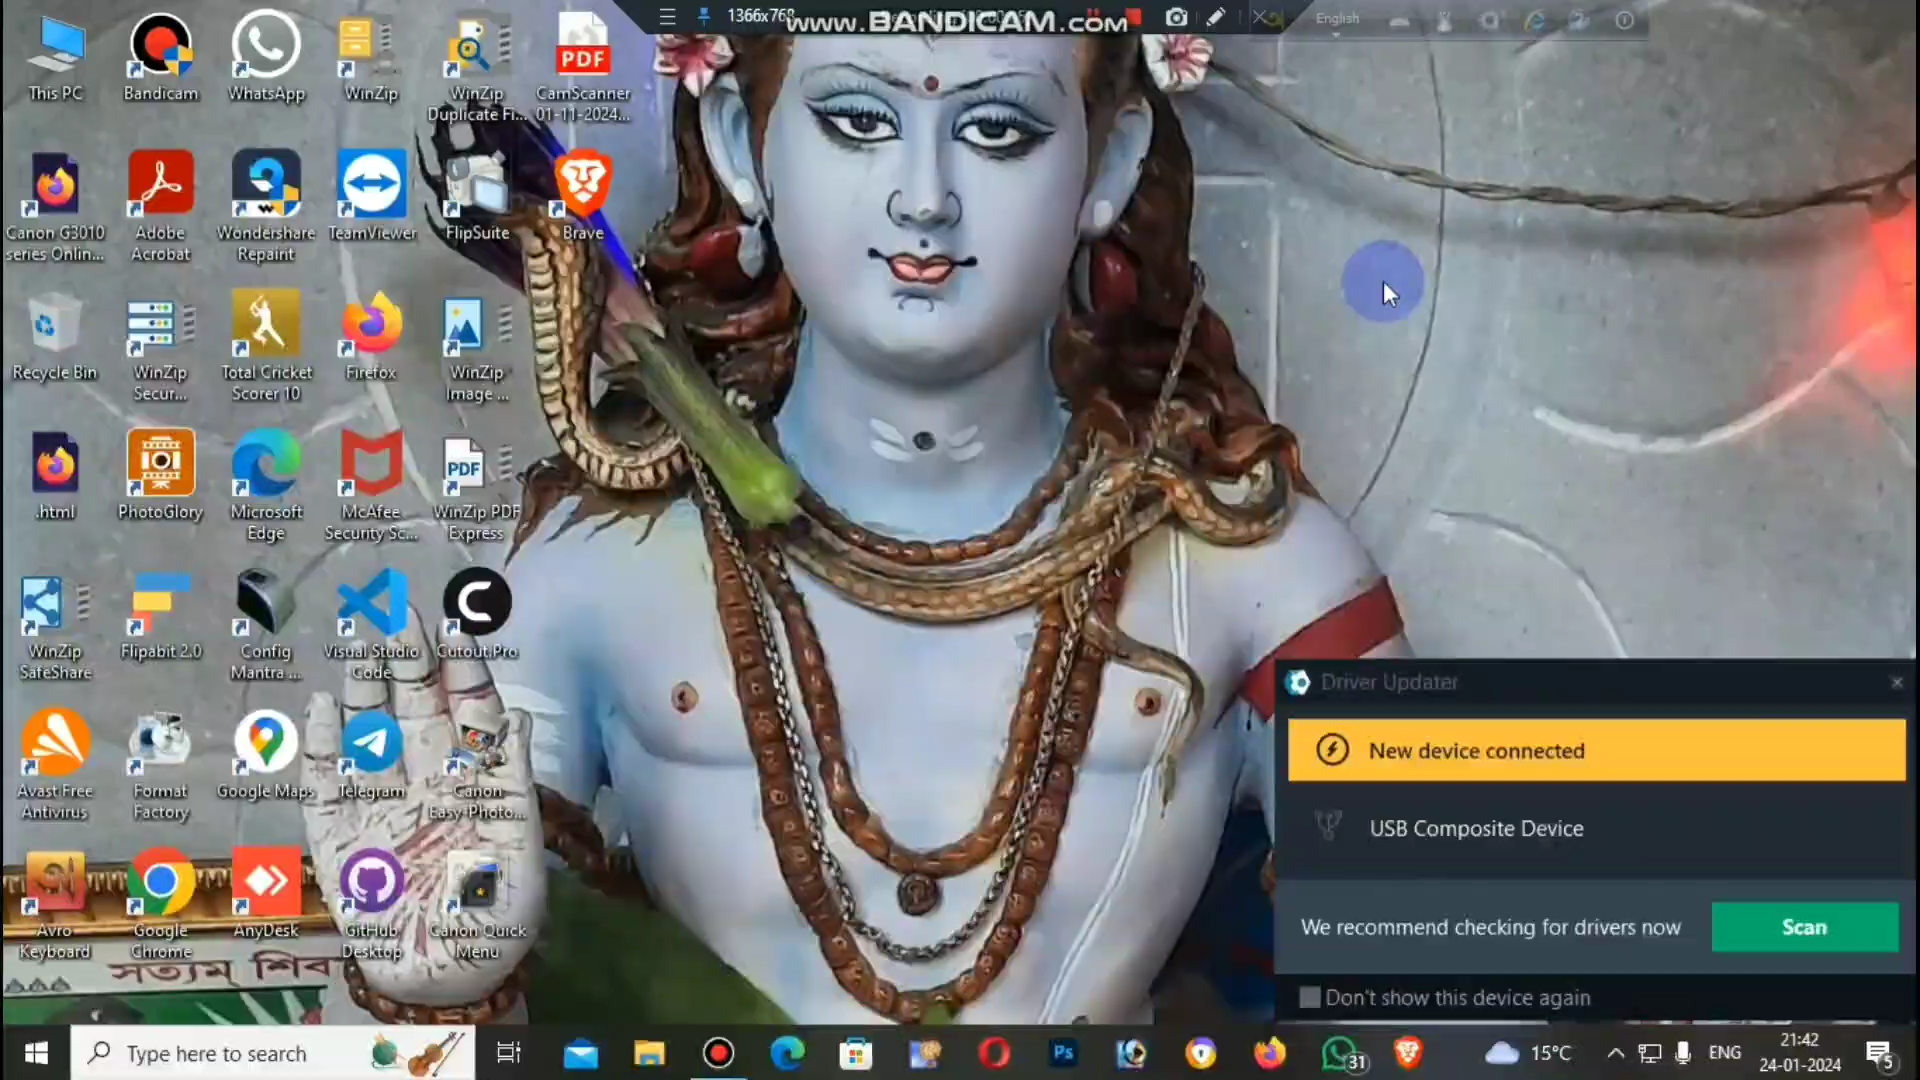 1366x768
www.BANDICAM.com
English
This PC
Bandicam
WhatsApp
WinZip
WinZip
Duplicate Fi...
PDF
CamScanner
01-11-2024...
Canon G3010
series Onlin...
Adobe
Acrobat
Wondershare
Repaint
TeamViewer
FlipSuite
Brave
Recycle Bin
WinZip
Secur...
Total Cricket
Scorer 10
Firefox
WinZip
Image ...
.html
PhotoGlory
Microsoft
Edge
McAfee
Security Sc...
PDF
WinZip PDF
Express
WinZip
SafeShare
Flipabit 2.0
Config
Mantra ...
Visual Studio
Code
Cutout.Pro
Avast Free
Antivirus
Format
Factory
Google Maps
Telegram
Canon
Easy-Photo...
অ
Avro
Keyboard
Google
Chrome
AnyDesk
GitHub
Desktop
Canon Quick
Menu
সত্যম্ শিব
Driver Updater
New device connected
USB Composite Device
We recommend checking for drivers now
Scan
Don't show this device again
Type here to search
Ps
31
15°C
ENG
21:42
24-01-2024
5